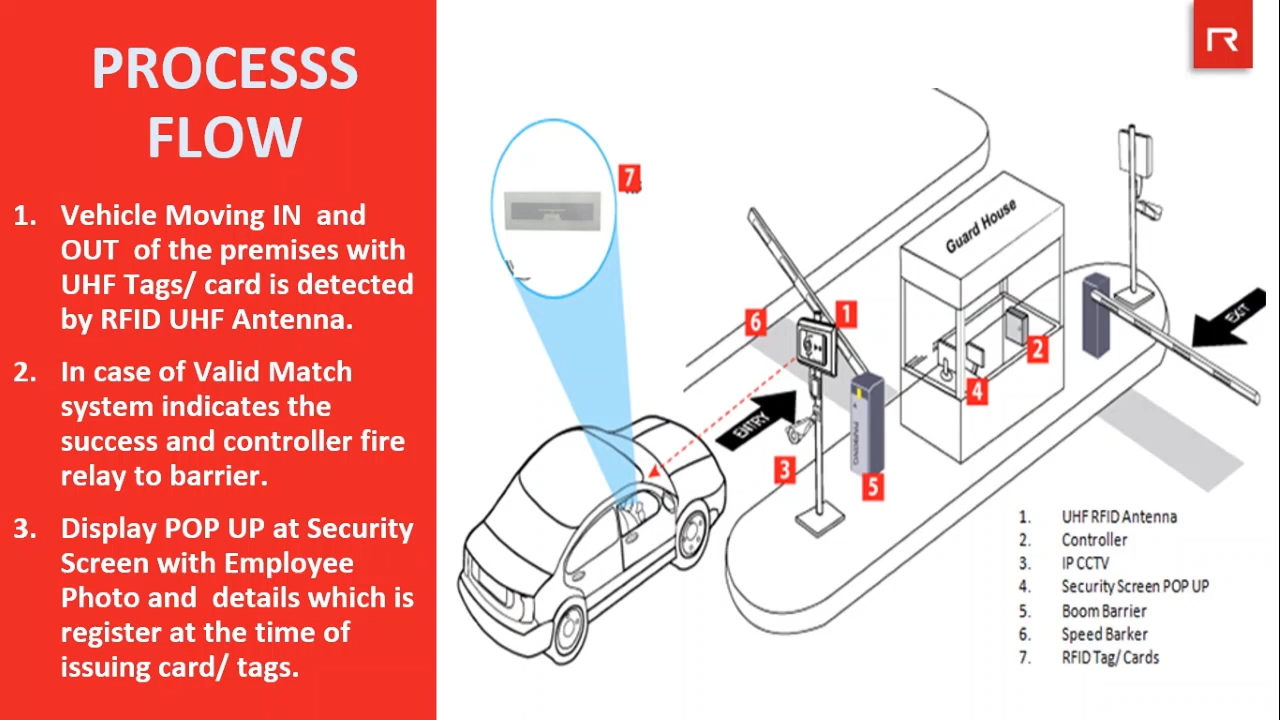 PROCESSS
FLOW
1. Vehicle Moving IN and
OUT of the premises with
UHF Tags/ card is detected
by RFID UHF Antenna.
2. In case of Valid Match
system indicates the
success and controller fire
relay to barrier.
3. Display POP UP at Security
Screen with Employee
Photo and details which is
register at the time of
issuing card/ tags.
7
Guard House
1
6
2
EXIT
4
ENTRY
PARKING
3
5
1. UHF RFID Antenna
2. Controller
3. IP CCTV
4. Security Screen POP UP
5. Boom Barrier
6. Speed Barker
7. RFID Tag/ Cards